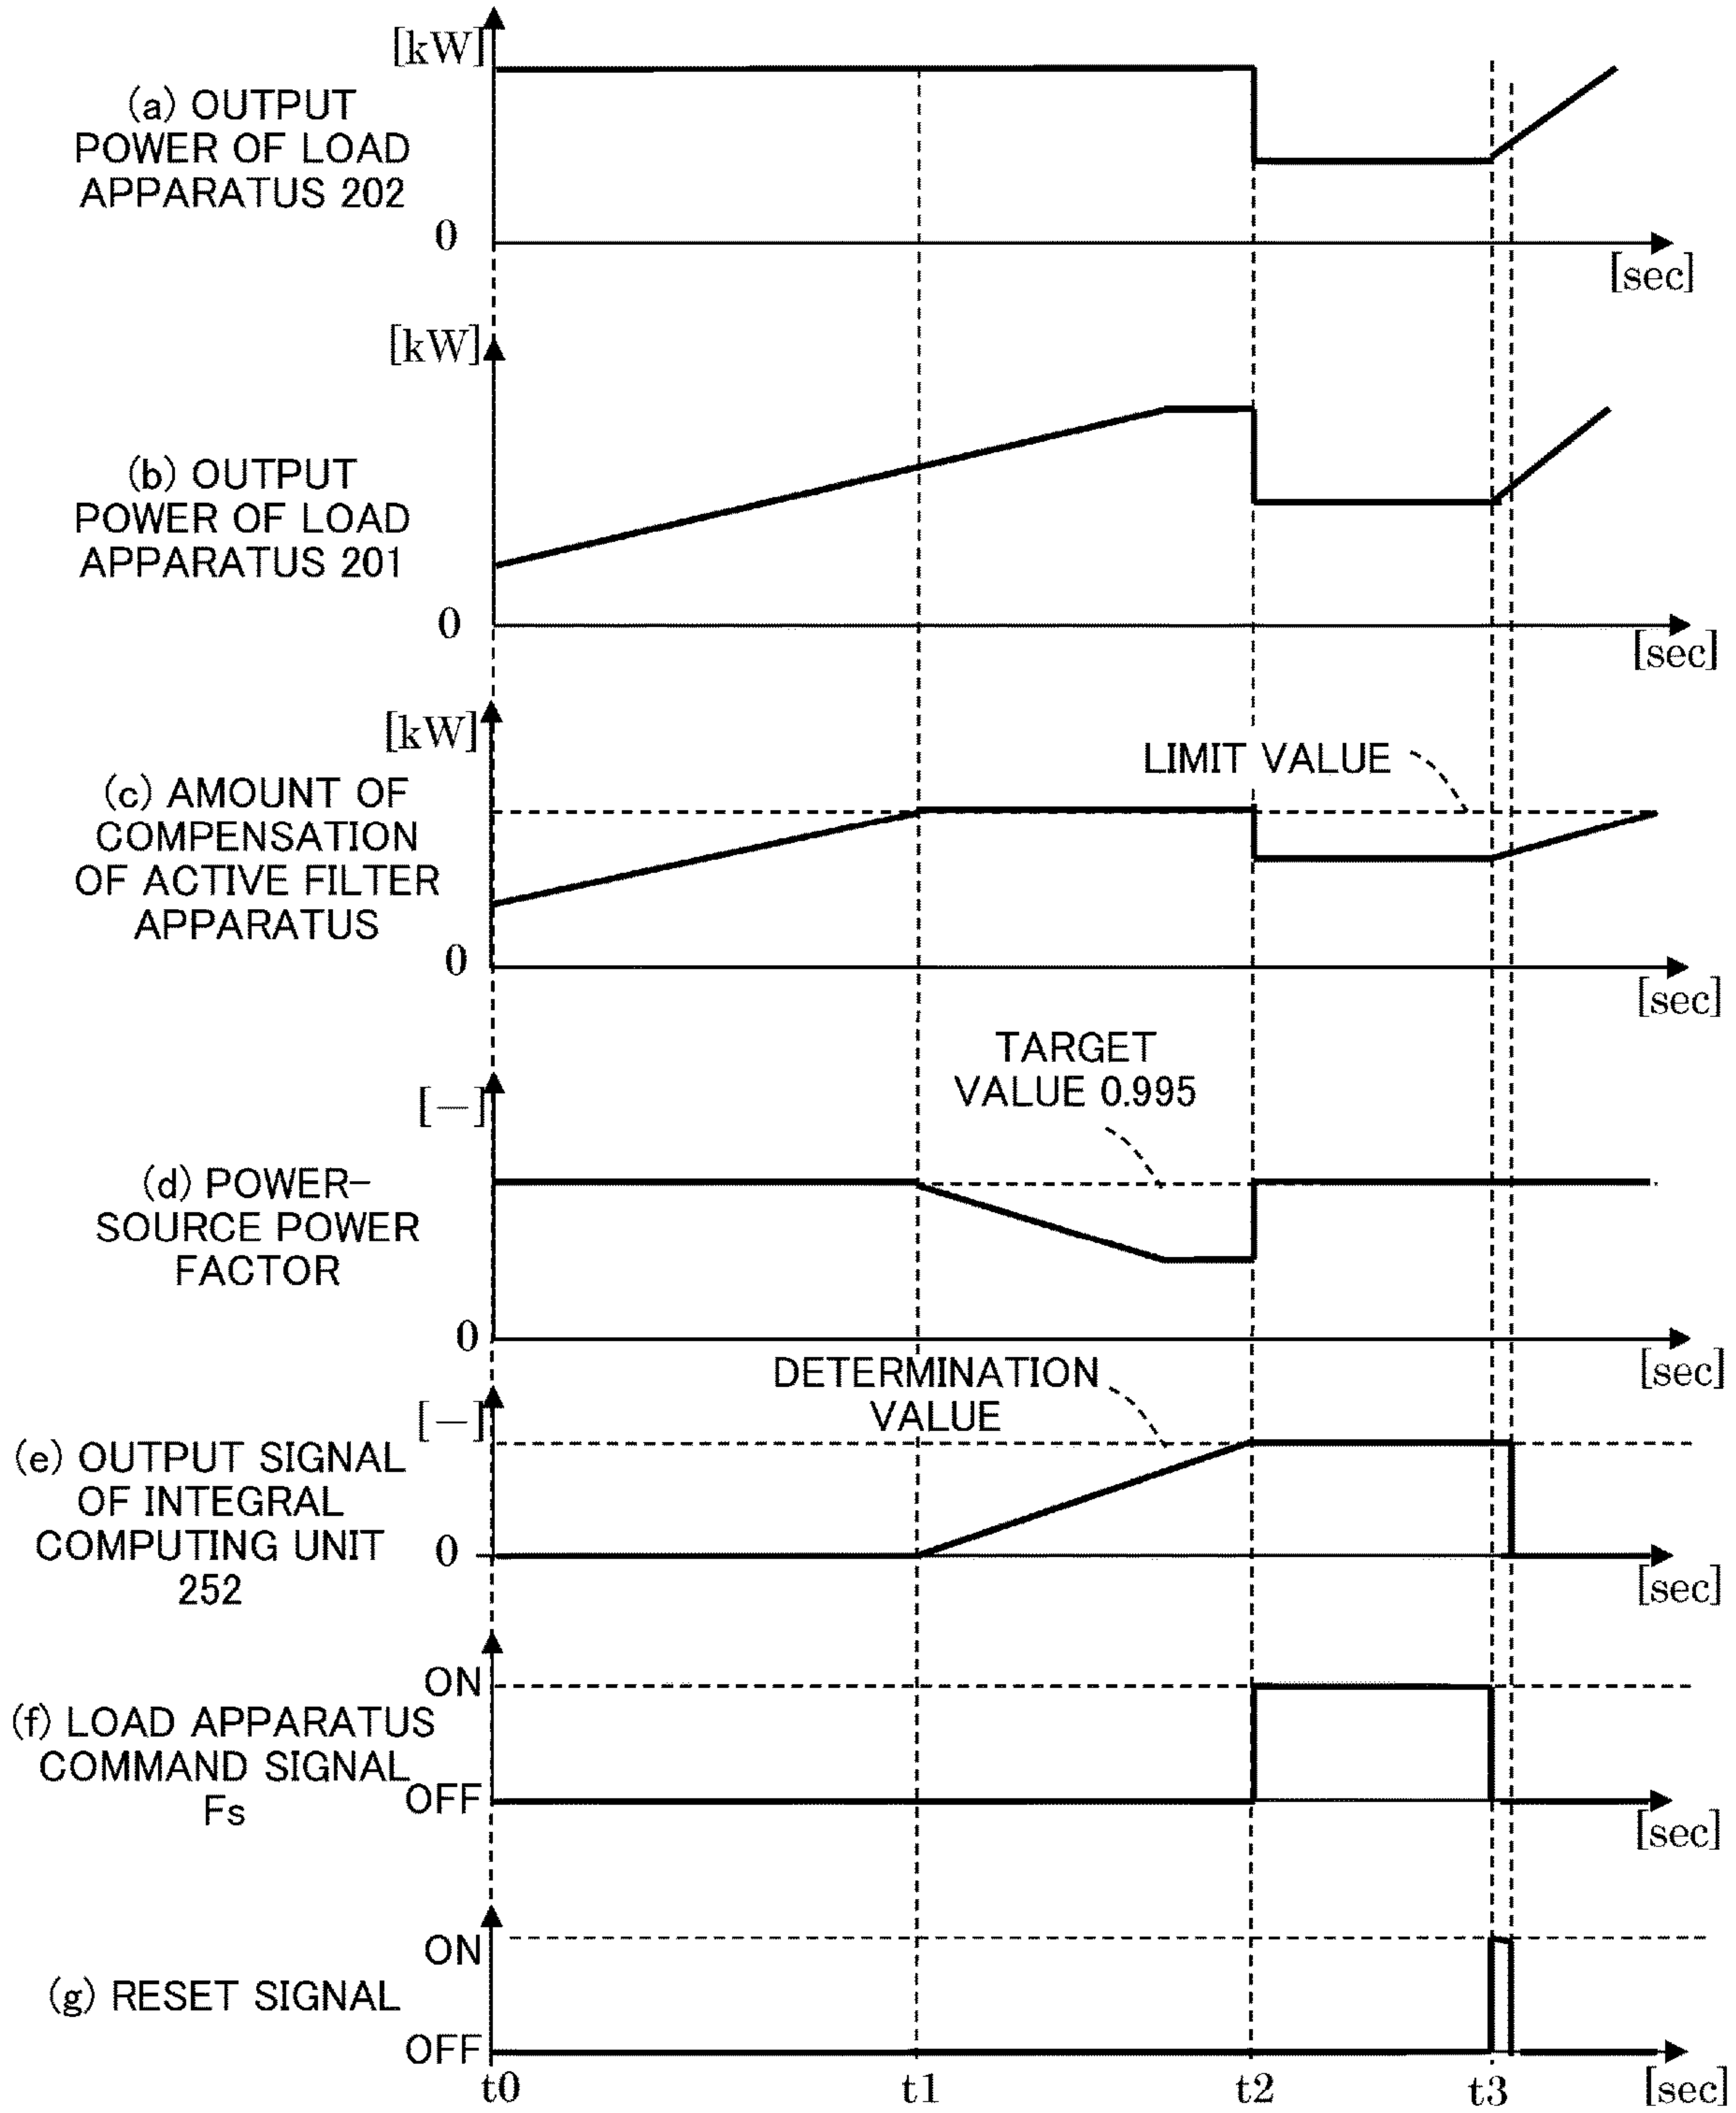 [kW]
(a) OUTPUT
POWER OF LOAD
APPARATUS 202
0
[sec]
[kW]
(b) OUTPUT
POWER OF LOAD
APPARATUS 201
0
[sec]
[kW]
LIMIT VALUE
(c) AMOUNT OF
COMPENSATION
OF ACTIVE FILTER
APPARATUS
0
[sec]
TARGET
VALUE 0.995
[—]
(d) POWER-
SOURCE POWER
FACTOR
0
[sec]
DETERMINATION
VALUE
[—]
(e) OUTPUT SIGNAL
OF INTEGRAL
COMPUTING UNIT
252
0
[sec]
ON
(f) LOAD APPARATUS
COMMAND SIGNAL
Fs
OFF
[sec]
ON
(g) RESET SIGNAL
OFF
t0 t1 t2 t3 [sec]